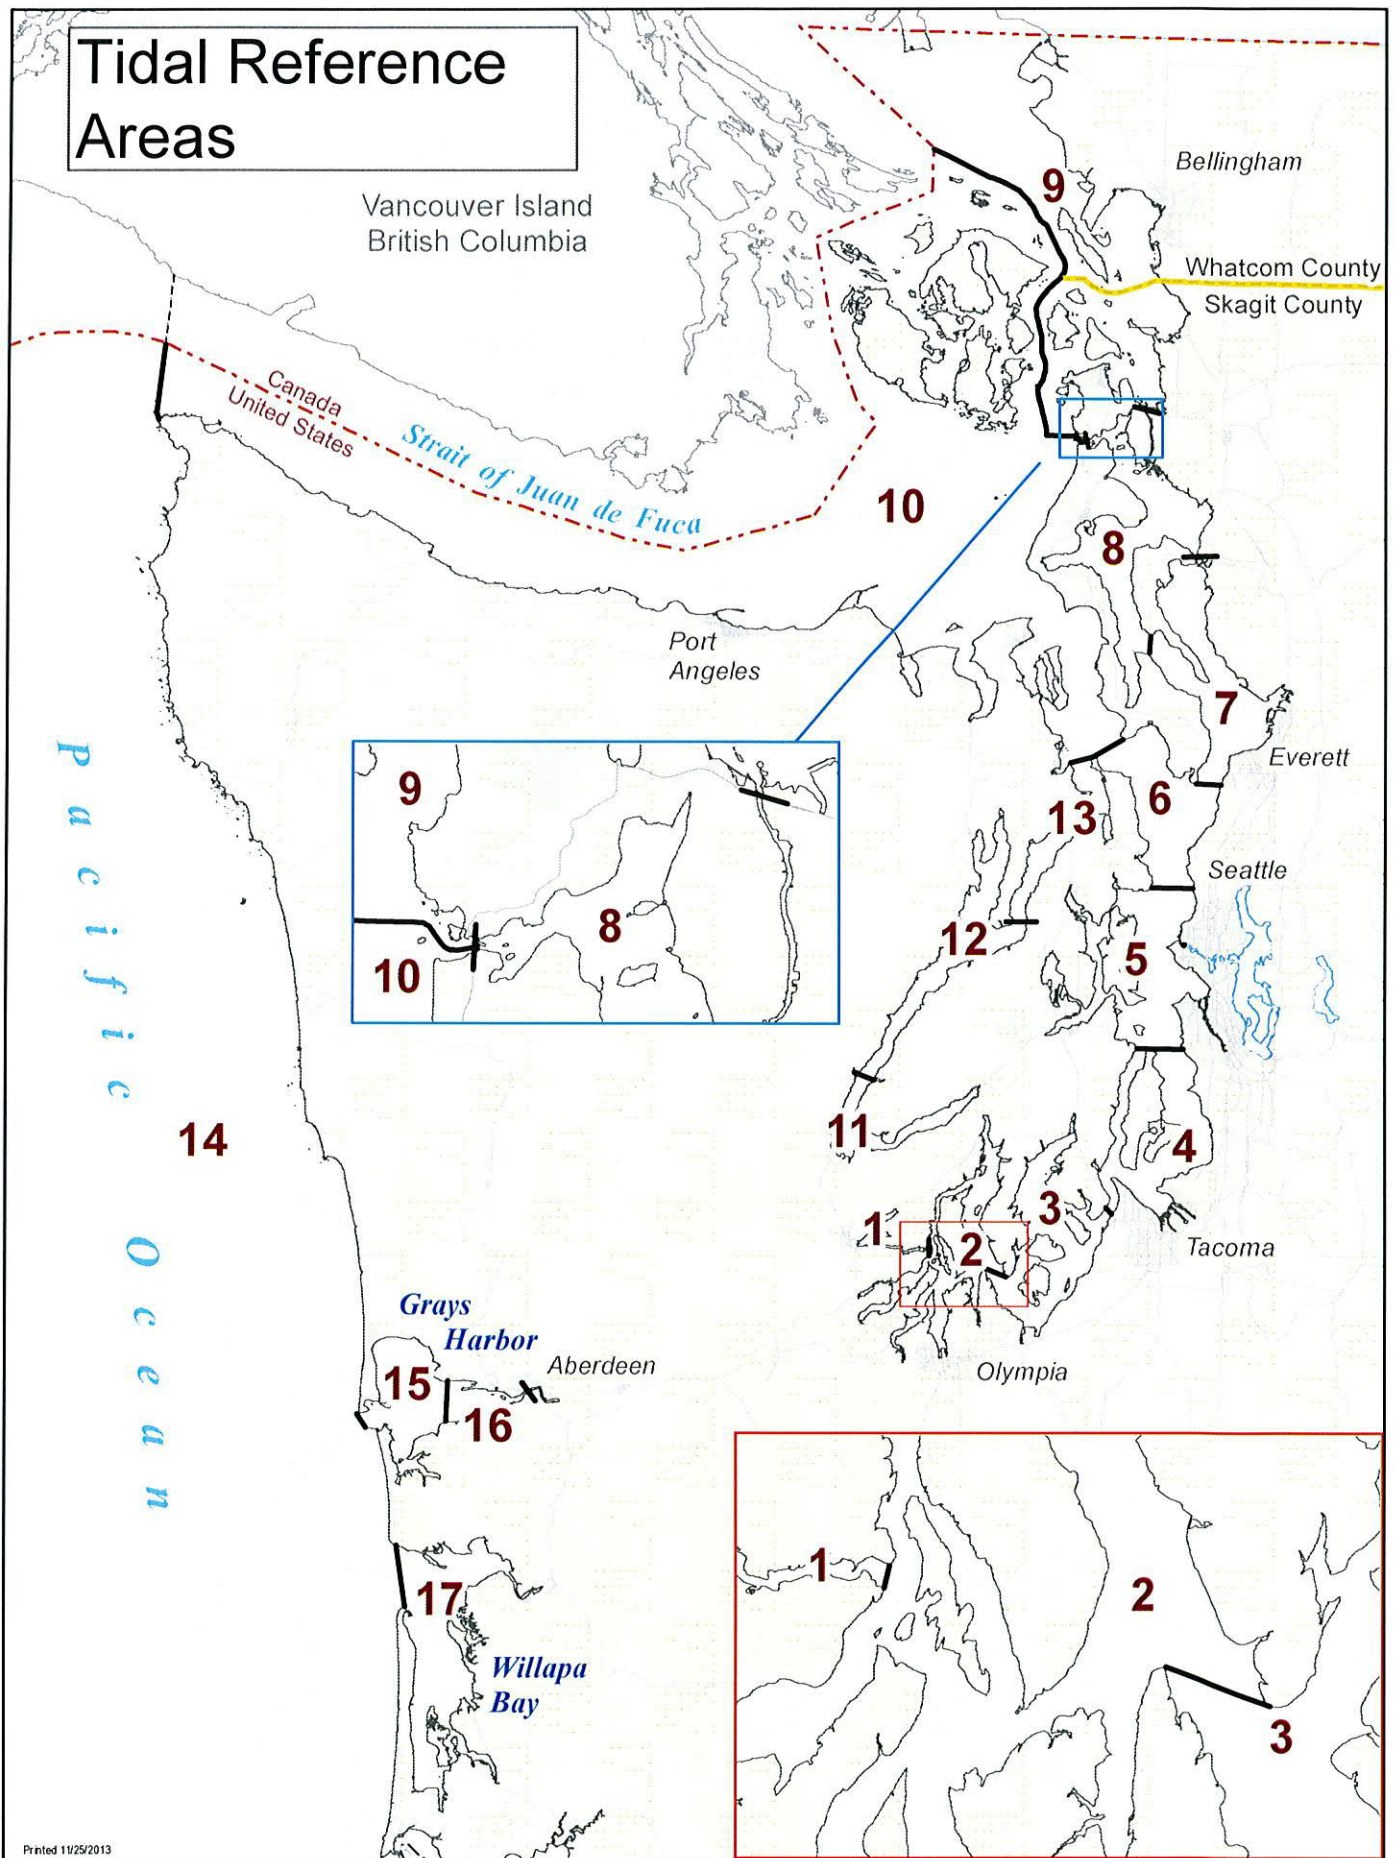 Tidal Reference
Areas
Vancouver Island
British Columbia
9
Bellingham
Whatcom County
Skagit County
Canada
United States
Strait of Juan de Fuca
10
8
Port
Angeles
7
Everett
6
13
Seattle
9
8
10
12
5
Pacific Ocean
14
11
4
1
2
3
Tacoma
Olympia
Grays
Harbor
Aberdeen
15
16
17
Willapa
Bay
1
2
3
Printed 11/25/2013